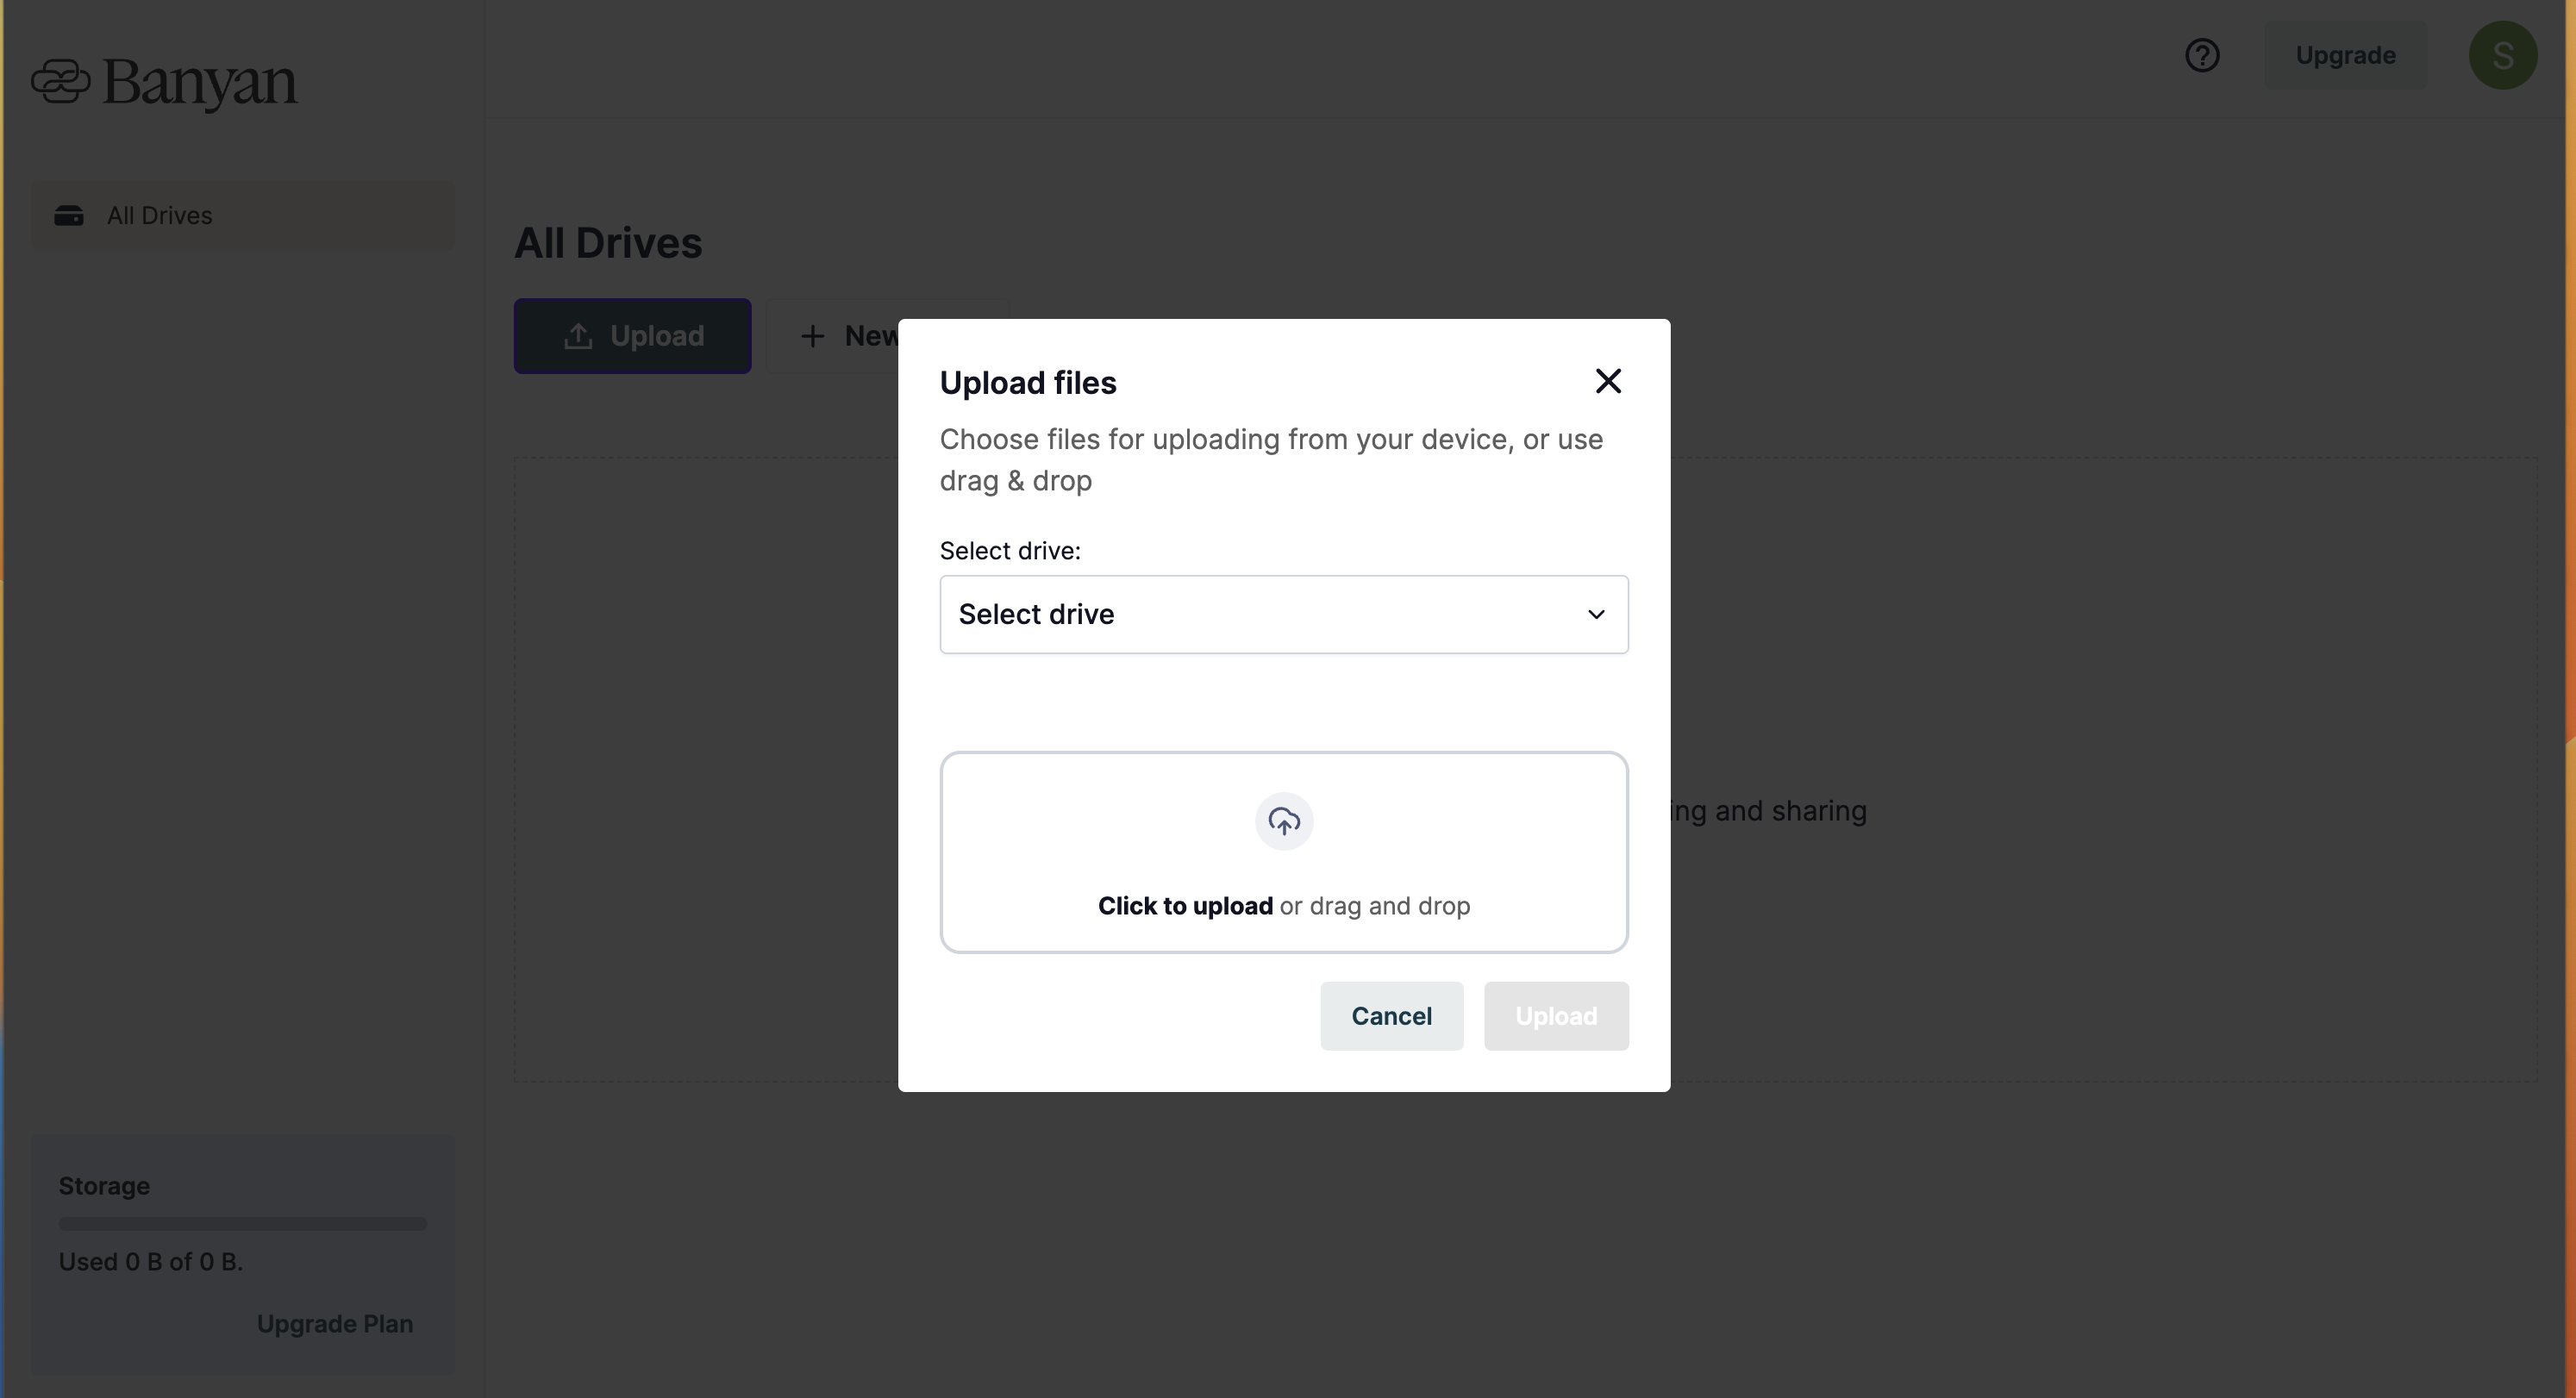 Banyan
Upgrade
S
All Drives
All Drives
Upload
New
Upload files
Choose files for uploading from your device, or use
drag & drop
Select drive:
Select drive
ing and sharing
Click to upload or drag and drop
Cancel
Upload
Storage
Used 0 B of 0 B.
Upgrade Plan